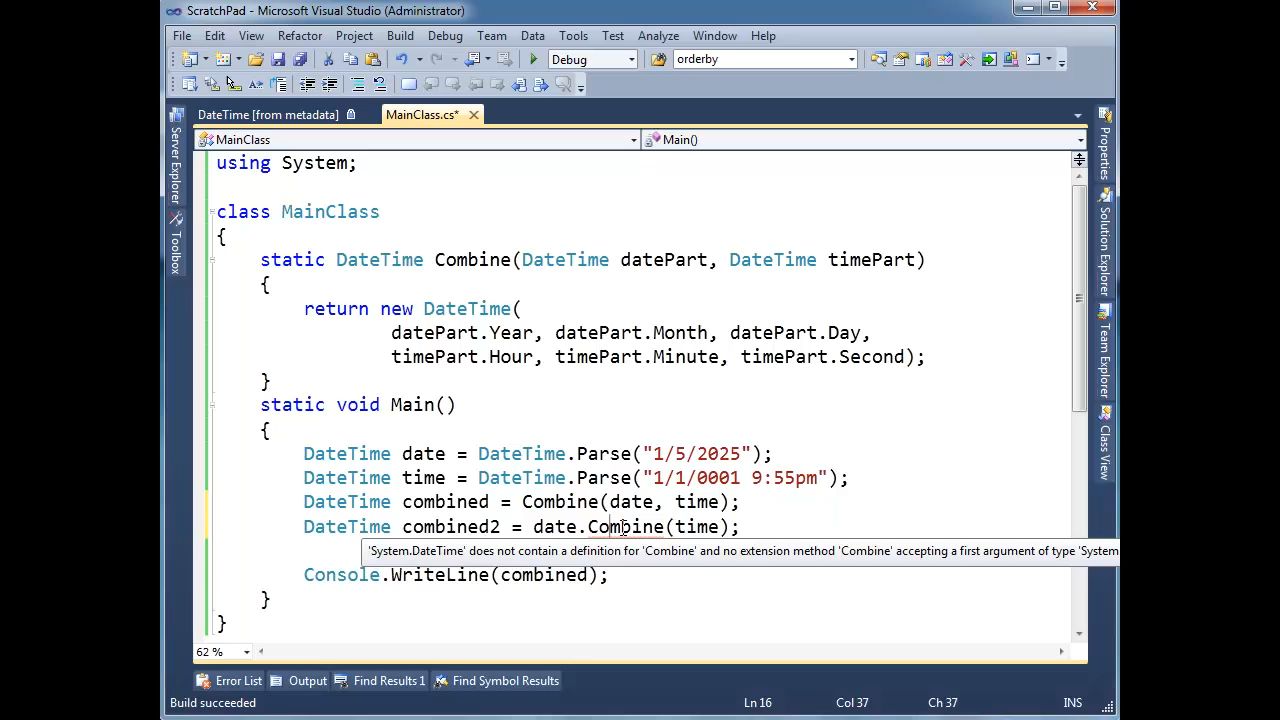 ScratchPad - Microsoft Visual Studio (Administrator)
File Edit View Refactor Project Build Debug Team Data Tools Test Analyze Window Help
Debug orderby
DateTime [from metadata] MainClass.cs*
MainClass Main()
Server Explorer
Toolbox
Properties
Solution Explorer
Team Explorer
Class View
using System;
class MainClass
{
static DateTime Combine(DateTime datePart, DateTime timePart)
{
return new DateTime(
datePart.Year, datePart.Month, datePart.Day,
timePart.Hour, timePart.Minute, timePart.Second);
}
static void Main()
{
DateTime date = DateTime.Parse("1/5/2025");
DateTime time = DateTime.Parse("1/1/0001 9:55pm");
DateTime combined = Combine(date, time);
DateTime combined2 = date.Combine(time);
'System.DateTime' does not contain a definition for 'Combine' and no extension method 'Combine' accepting a first argument of type 'System
Console.WriteLine(combined);
}
}
62 %
Error List Output Find Results 1 Find Symbol Results
Build succeeded Ln 16 Col 37 Ch 37 INS